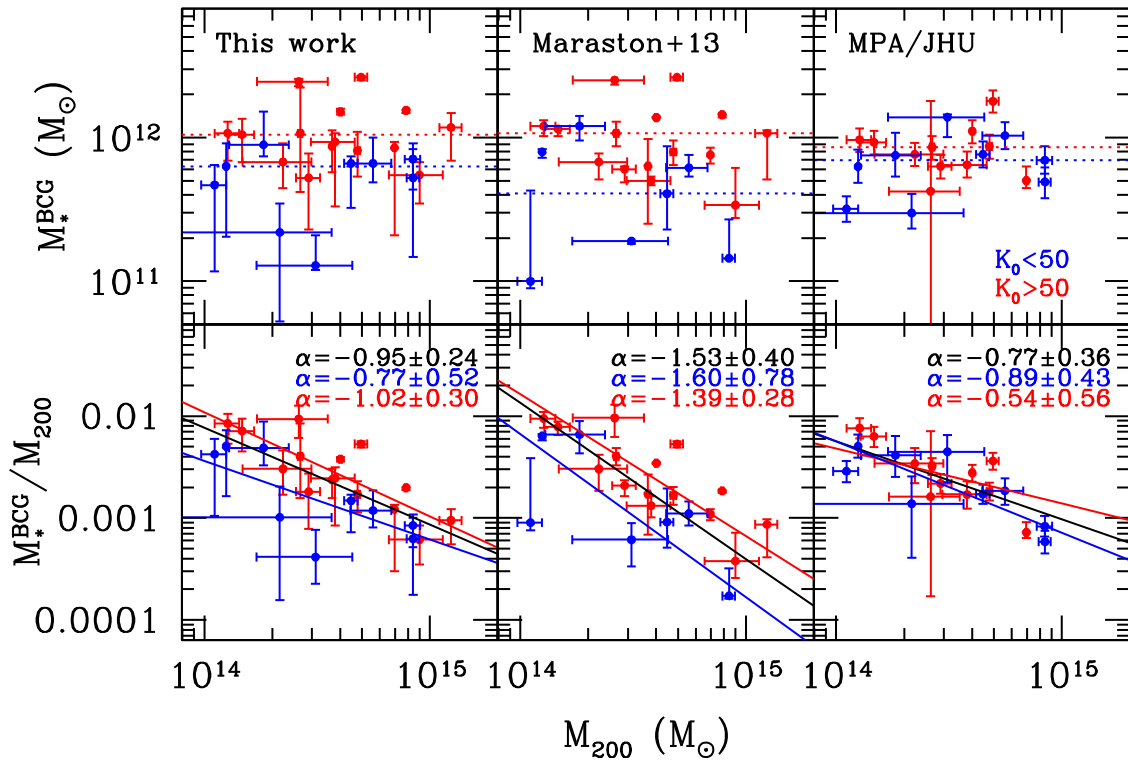 This work
Maraston+13
MPA/JHU
10¹²
10¹¹
M*ᴮᶜᴳ (M⊙)
K₀<50
K₀>50
α=−0.95±0.24
α=−0.77±0.52
α=−1.02±0.30
α=−1.53±0.40
α=−1.60±0.78
α=−1.39±0.28
α=−0.77±0.36
α=−0.89±0.43
α=−0.54±0.56
0.01
0.001
0.0001
M*ᴮᶜᴳ/M₂₀₀
10¹⁴
10¹⁵
10¹⁴
10¹⁵
10¹⁴
10¹⁵
M₂₀₀ (M⊙)